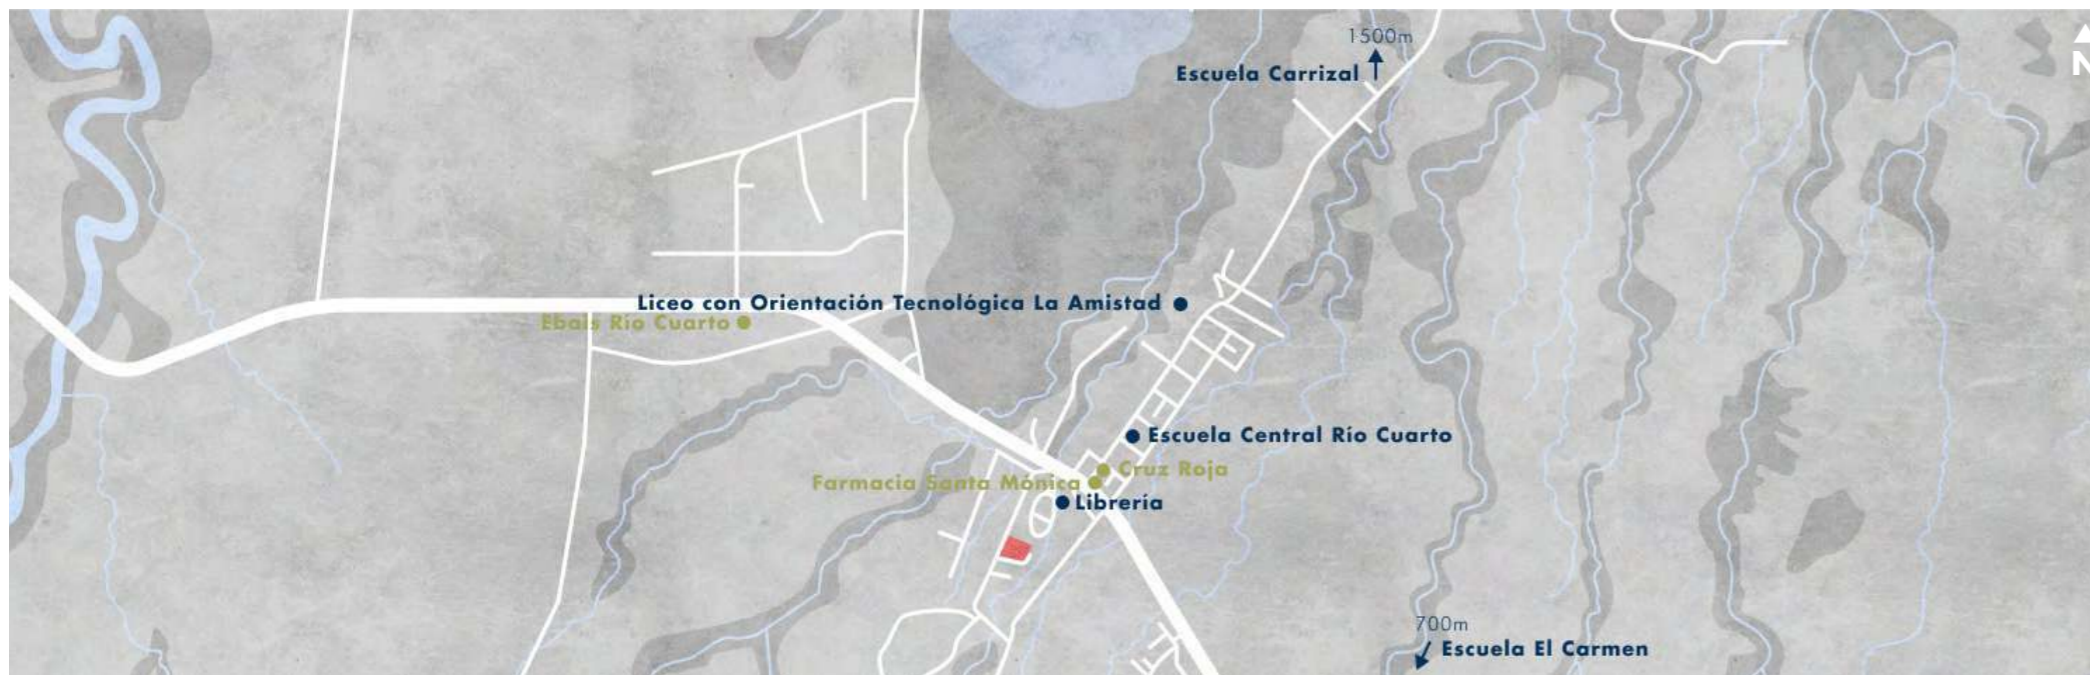 1500m
Escuela Carrizal
N
Liceo con Orientación Tecnológica La Amistad
Ebais Río Cuarto
Escuela Central Río Cuarto
Cruz Roja
Farmacia Santa Mónica
Librería
700m
Escuela El Carmen